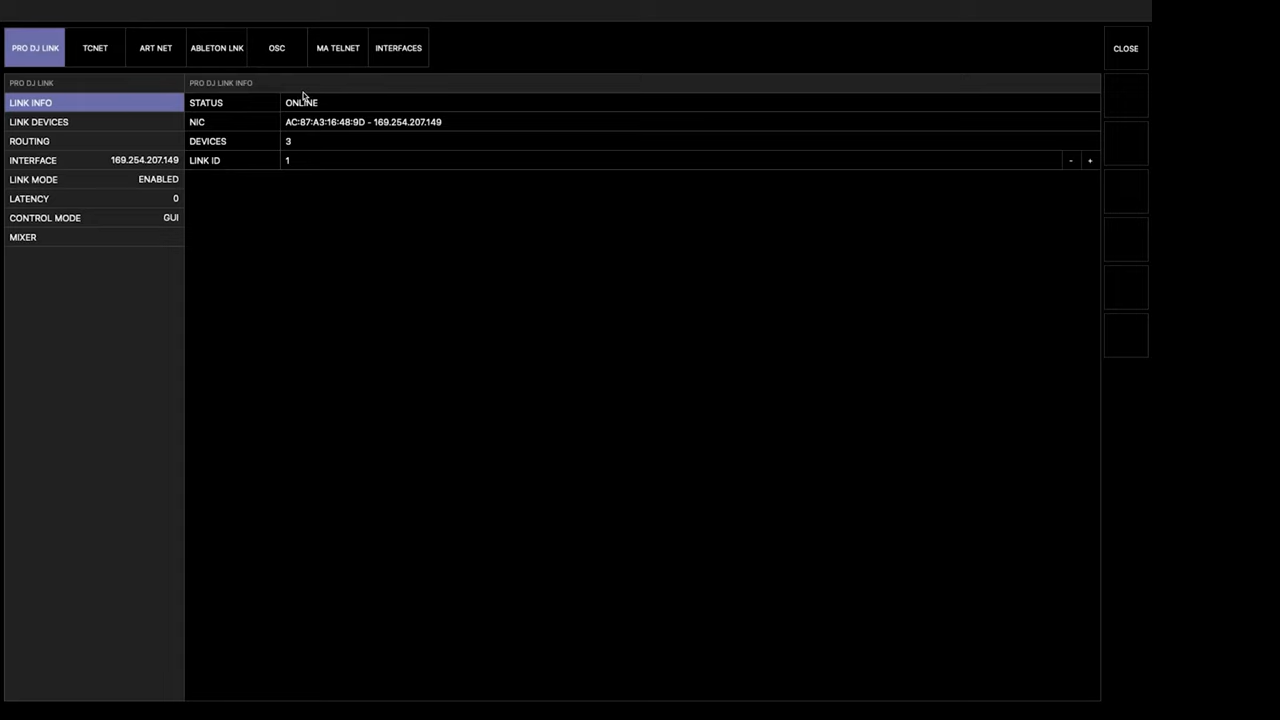 PRO DJ LINK TCNET ART NET ABLETON LNK OSC MA TELNET INTERFACES CLOSE
PRO DJ LINK PRO DJ LINK INFO
LINK INFO STATUS ONLINE
LINK DEVICES NIC AC:87:A3:16:48:9D - 169.254.207.149
ROUTING DEVICES 3
INTERFACE 169.254.207.149 LINK ID 1 - +
LINK MODE ENABLED
LATENCY 0
CONTROL MODE GUI
MIXER